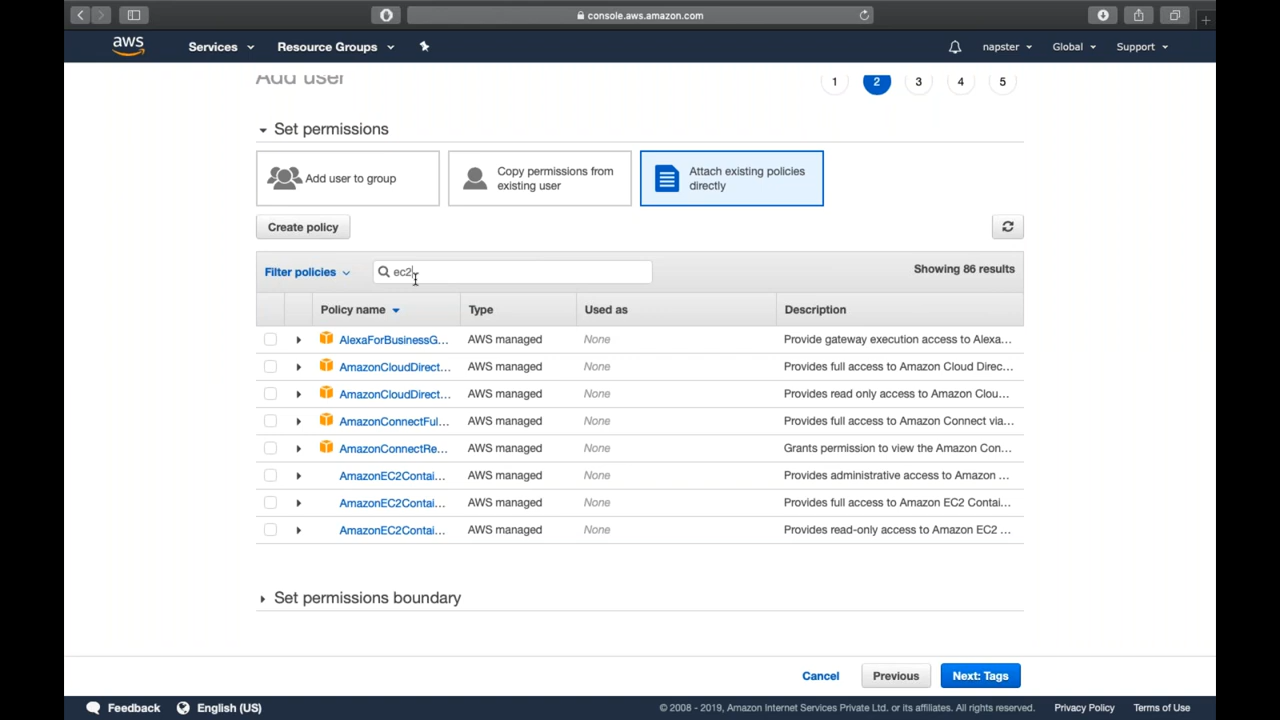 console.aws.amazon.com
aws Services Resource Groups napster Global Support
Add user 1 2 3 4 5
Set permissions
Add user to group
Copy permissions from
existing user
Attach existing policies
directly
Create policy
Filter policies ec2 Showing 86 results
Policy name Type Used as Description
AlexaForBusinessG... AWS managed None Provide gateway execution access to Alexa...
AmazonCloudDirect... AWS managed None Provides full access to Amazon Cloud Direc...
AmazonCloudDirect... AWS managed None Provides read only access to Amazon Clou...
AmazonConnectFul... AWS managed None Provides full access to Amazon Connect via...
AmazonConnectRe... AWS managed None Grants permission to view the Amazon Con...
AmazonEC2Contai... AWS managed None Provides administrative access to Amazon ...
AmazonEC2Contai... AWS managed None Provides full access to Amazon EC2 Contai...
AmazonEC2Contai... AWS managed None Provides read-only access to Amazon EC2 ...
Set permissions boundary
Cancel Previous Next: Tags
Feedback English (US) © 2008 - 2019, Amazon Internet Services Private Ltd. or its affiliates. All rights reserved. Privacy Policy Terms of Use